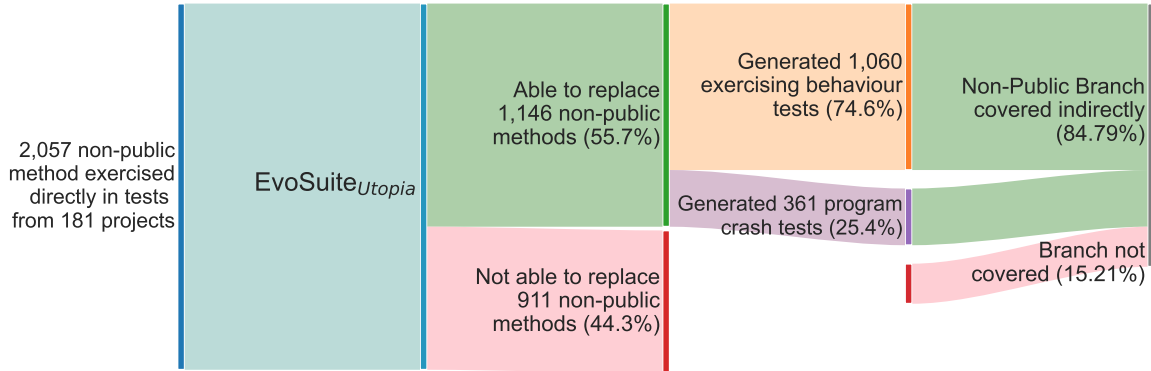 2,057 non-public
method exercised
directly in tests
from 181 projects
EvoSuite Utopia
Able to replace
1,146 non-public
methods (55.7%)
Not able to replace
911 non-public
methods (44.3%)
Generated 1,060
exercising behaviour
tests (74.6%)
Generated 361 program
crash tests (25.4%)
Non-Public Branch
covered indirectly
(84.79%)
Branch not
covered (15.21%)